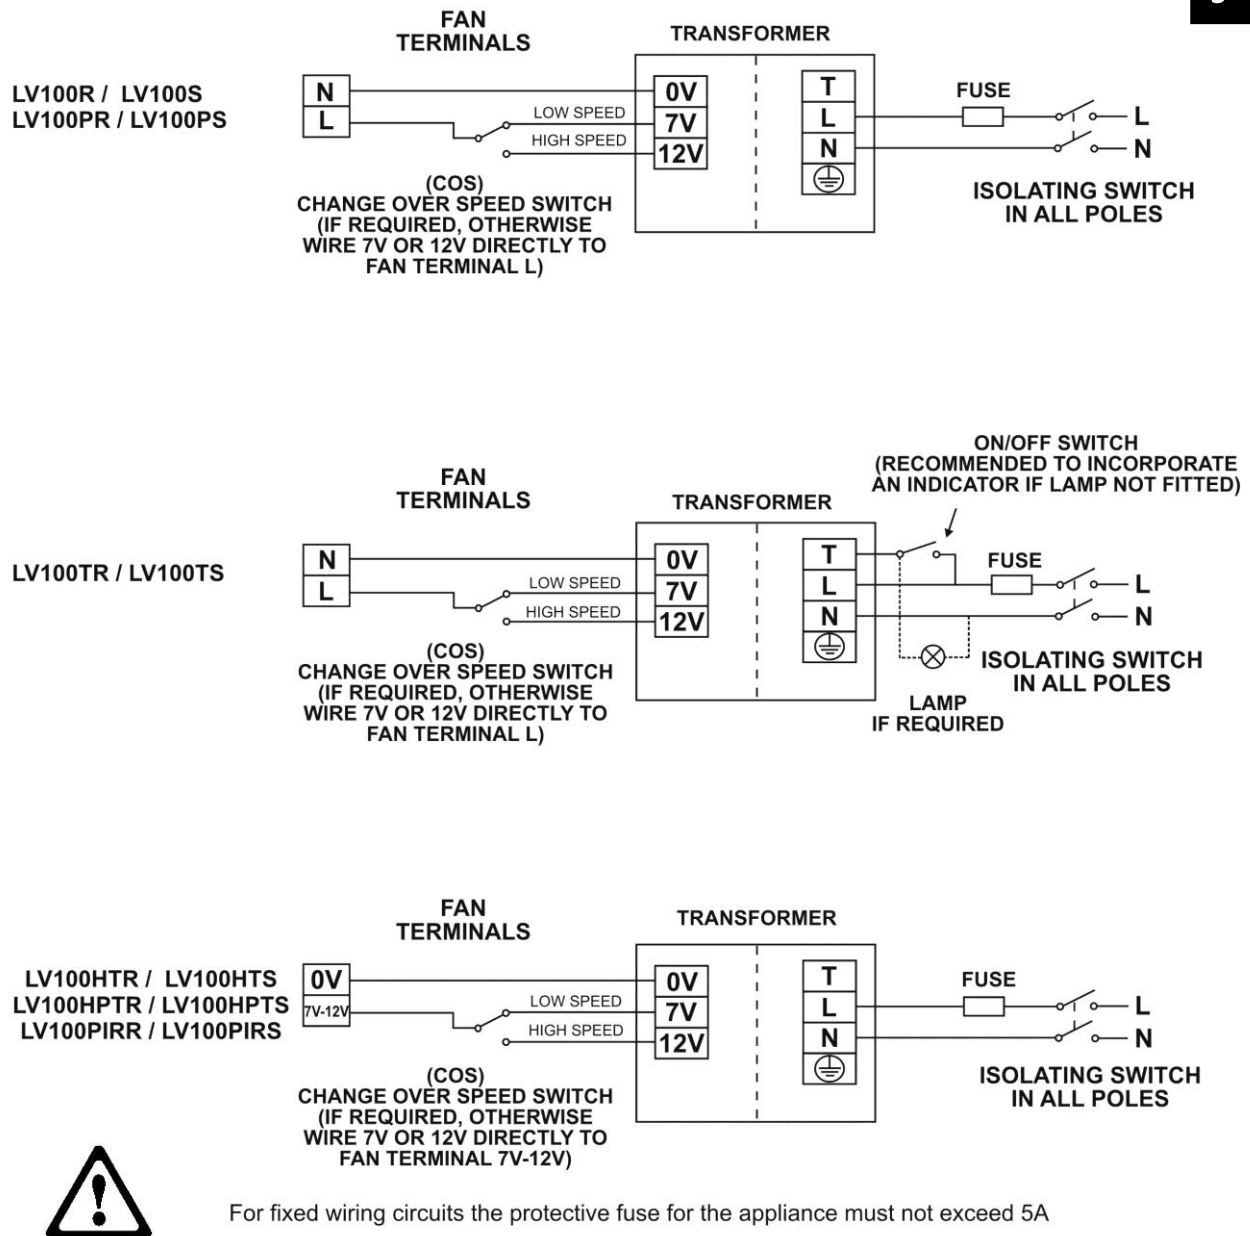 FAN
TERMINALS
TRANSFORMER
LV100R / LV100S
LV100PR / LV100PS
N
L
LOW SPEED
HIGH SPEED
0V
7V
12V
T
L
N
FUSE
L
N
(COS)
CHANGE OVER SPEED SWITCH
(IF REQUIRED, OTHERWISE
WIRE 7V OR 12V DIRECTLY TO
FAN TERMINAL L)
ISOLATING SWITCH
IN ALL POLES
ON/OFF SWITCH
(RECOMMENDED TO INCORPORATE
AN INDICATOR IF LAMP NOT FITTED)
FAN
TERMINALS
TRANSFORMER
LV100TR / LV100TS
N
L
LOW SPEED
HIGH SPEED
0V
7V
12V
T
L
N
FUSE
L
N
(COS)
CHANGE OVER SPEED SWITCH
(IF REQUIRED, OTHERWISE
WIRE 7V OR 12V DIRECTLY TO
FAN TERMINAL L)
ISOLATING SWITCH
IN ALL POLES
LAMP
IF REQUIRED
FAN
TERMINALS
TRANSFORMER
LV100HTR / LV100HTS
LV100HPTR / LV100HPTS
LV100PIRR / LV100PIRS
0V
7V-12V
LOW SPEED
HIGH SPEED
0V
7V
12V
T
L
N
FUSE
L
N
(COS)
CHANGE OVER SPEED SWITCH
(IF REQUIRED, OTHERWISE
WIRE 7V OR 12V DIRECTLY TO
FAN TERMINAL 7V-12V)
ISOLATING SWITCH
IN ALL POLES
!
For fixed wiring circuits the protective fuse for the appliance must not exceed 5A